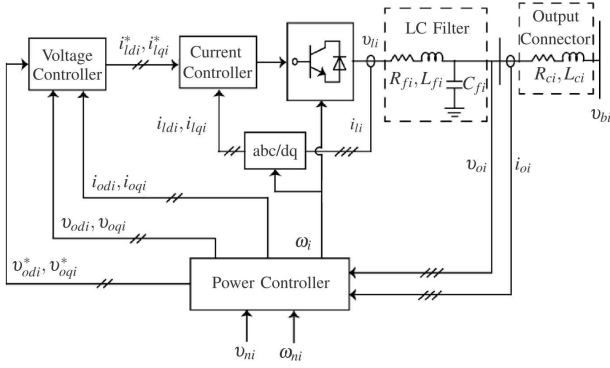 Voltage
Controller
i*ldi, i*lqi
Current
Controller
υli
LC Filter
Rfi, Lfi
Cfi
Output
Connector
Rci, Lci
υbi
ildi, ilqi
ili
abc/dq
υoi
ioi
iodi, ioqi
υodi, υoqi
ωi
υ*odi, υ*oqi
Power Controller
υni
ωni